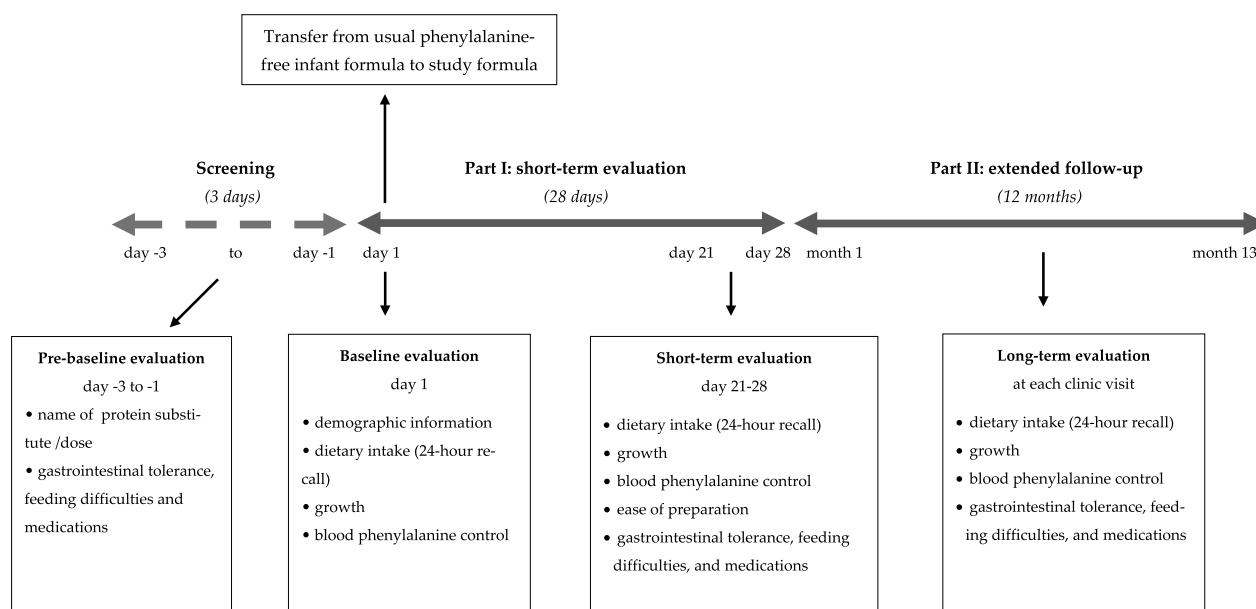 Transfer from usual phenylalanine-
free infant formula to study formula
Screening
(3 days)
Part I: short-term evaluation
(28 days)
Part II: extended follow-up
(12 months)
day -3
to
day -1
day 1
day 21
day 28
month 1
month 13
Pre-baseline evaluation
day -3 to -1
• name of protein substi-
tute /dose
• gastrointestinal tolerance,
feeding difficulties and
medications
Baseline evaluation
day 1
• demographic information
• dietary intake (24-hour re-
call)
• growth
• blood phenylalanine control
Short-term evaluation
day 21-28
• dietary intake (24-hour recall)
• growth
• blood phenylalanine control
• ease of preparation
• gastrointestinal tolerance, feeding
difficulties, and medications
Long-term evaluation
at each clinic visit
• dietary intake (24-hour recall)
• growth
• blood phenylalanine control
• gastrointestinal tolerance, feed-
ing difficulties, and medications